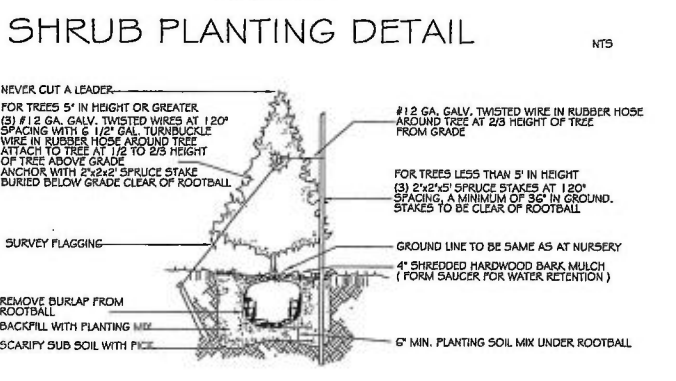 SHRUB PLANTING DETAIL
NTS
NEVER CUT A LEADER
FOR TREES 5' IN HEIGHT OR GREATER
(3) #12 GA. GALV. TWISTED WIRES AT 120°
SPACING WITH 6 1/2" GAL. TURNBUCKLE
WIRE IN RUBBER HOSE AROUND TREE
ATTACH TO TREE AT 1/2 TO 2/3 HEIGHT
OF TREE ABOVE GRADE
ANCHOR WITH 2"x2x2' SPRUCE STAKE
BURIED BELOW GRADE CLEAR OF ROOTBALL
SURVEY FLAGGING
REMOVE BURLAP FROM
ROOTBALL
BACKFILL WITH PLANTING MIX
SCARIFY SUB SOIL WITH PICK
#12 GA. GALV. TWISTED WIRE IN RUBBER HOSE
AROUND TREE AT 2/3 HEIGHT OF TREE
FROM GRADE
FOR TREES LESS THAN 5' IN HEIGHT
(3) 2"x2"x5' SPRUCE STAKES AT 120°
SPACING, A MINIMUM OF 36" IN GROUND.
STAKES TO BE CLEAR OF ROOTBALL
GROUND LINE TO BE SAME AS AT NURSERY
4" SHREDDED HARDWOOD BARK MULCH
( FORM SAUCER FOR WATER RETENTION )
6" MIN. PLANTING SOIL MIX UNDER ROOTBALL